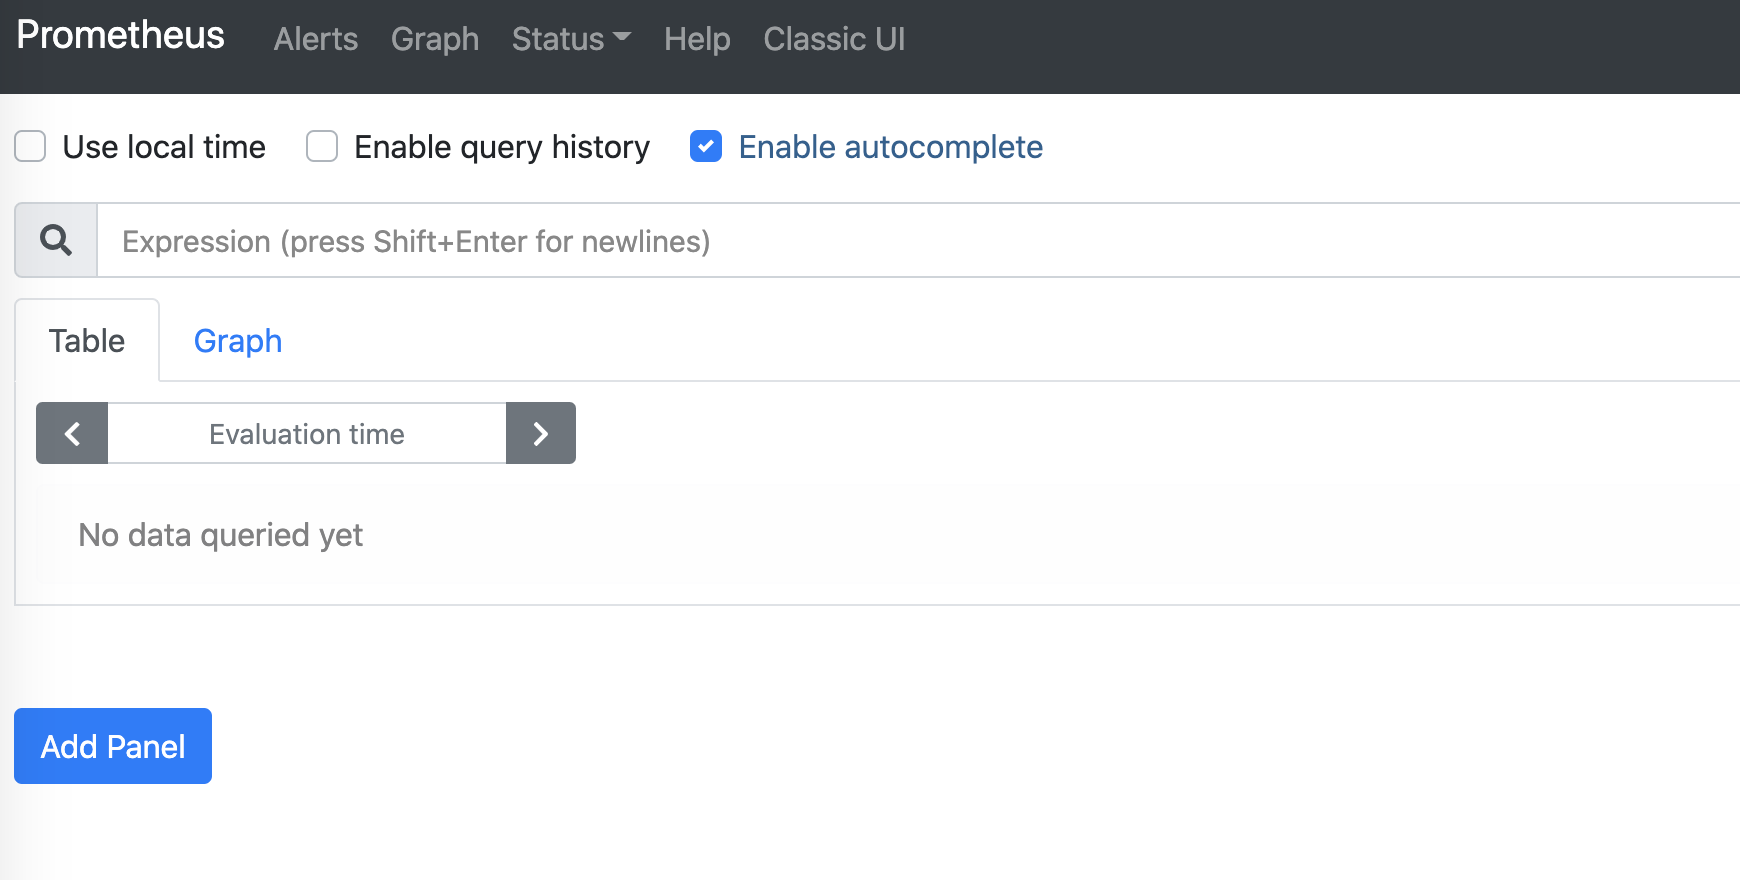 Prometheus Alerts Graph Status Help Classic UI
Use local time Enable query history Enable autocomplete
Expression (press Shift+Enter for newlines)
Table Graph
Evaluation time
No data queried yet
Add Panel